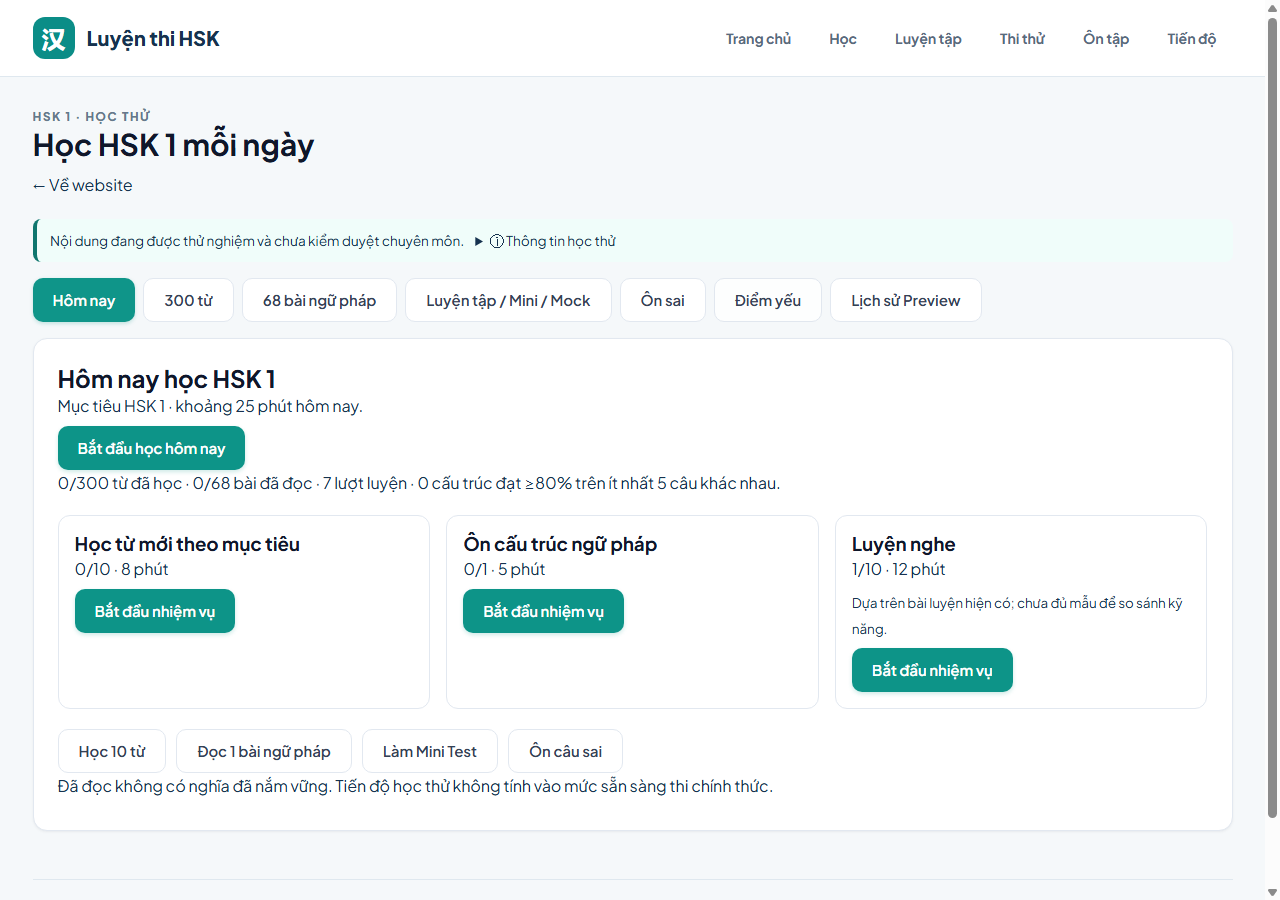 汉 Luyện thi HSK
Trang chủ Học Luyện tập Thi thử Ôn tập Tiến độ
HSK 1 · HỌC THỬ
Học HSK 1 mỗi ngày
← Về website
Nội dung đang được thử nghiệm và chưa kiểm duyệt chuyên môn. ▶ ⓘ Thông tin học thử
Hôm nay 300 từ 68 bài ngữ pháp Luyện tập / Mini / Mock Ôn sai Điểm yếu Lịch sử Preview
Hôm nay học HSK 1
Mục tiêu HSK 1 · khoảng 25 phút hôm nay.
Bắt đầu học hôm nay
0/300 từ đã học · 0/68 bài đã đọc · 7 lượt luyện · 0 cấu trúc đạt ≥80% trên ít nhất 5 câu khác nhau.
Học từ mới theo mục tiêu
0/10 · 8 phút
Bắt đầu nhiệm vụ
Ôn cấu trúc ngữ pháp
0/1 · 5 phút
Bắt đầu nhiệm vụ
Luyện nghe
1/10 · 12 phút
Dựa trên bài luyện hiện có; chưa đủ mẫu để so sánh kỹ
năng.
Bắt đầu nhiệm vụ
Học 10 từ Đọc 1 bài ngữ pháp Làm Mini Test Ôn câu sai
Đã đọc không có nghĩa đã nắm vững. Tiến độ học thử không tính vào mức sẵn sàng thi chính thức.